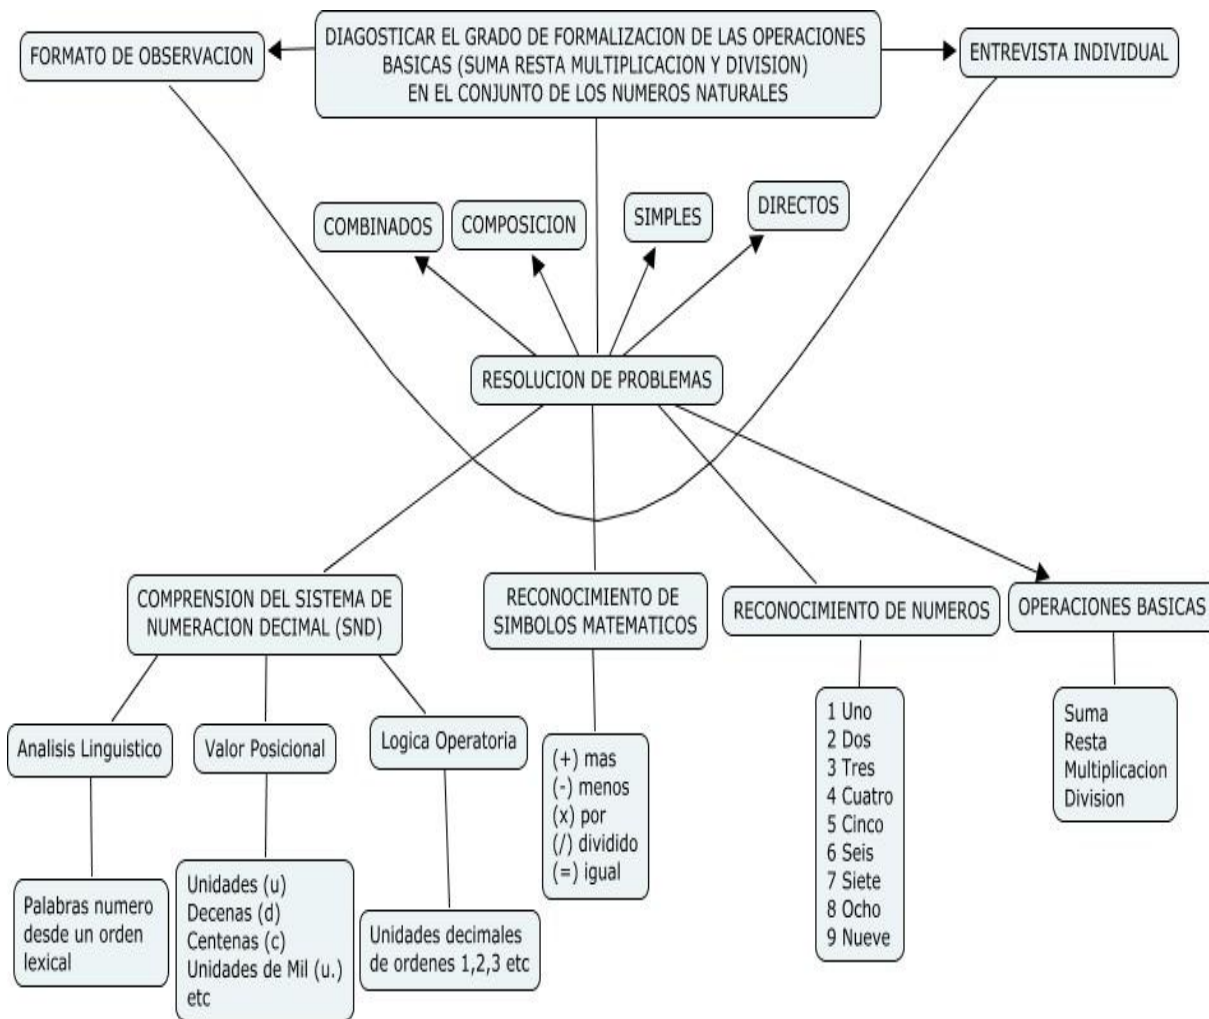 DIAGOSTICAR EL GRADO DE FORMALIZACION DE LAS OPERACIONES
BASICAS (SUMA RESTA MULTIPLICACION Y DIVISION)
EN EL CONJUNTO DE LOS NUMEROS NATURALES
FORMATO DE OBSERVACION
ENTREVISTA INDIVIDUAL
COMBINADOS
COMPOSICION
SIMPLES
DIRECTOS
RESOLUCION DE PROBLEMAS
COMPRENSION DEL SISTEMA DE
NUMERACION DECIMAL (SND)
RECONOCIMIENTO DE
SIMBOLOS MATEMATICOS
RECONOCIMIENTO DE NUMEROS
OPERACIONES BASICAS
Analisis Linguistico
Valor Posicional
Logica Operatoria
Palabras numero
desde un orden
lexical
Unidades (u)
Decenas (d)
Centenas (c)
Unidades de Mil (u.)
etc
Unidades decimales
de ordenes 1,2,3 etc
(+) mas
(-) menos
(x) por
(/) dividido
(=) igual
1 Uno
2 Dos
3 Tres
4 Cuatro
5 Cinco
6 Seis
7 Siete
8 Ocho
9 Nueve
Suma
Resta
Multiplicacion
Division